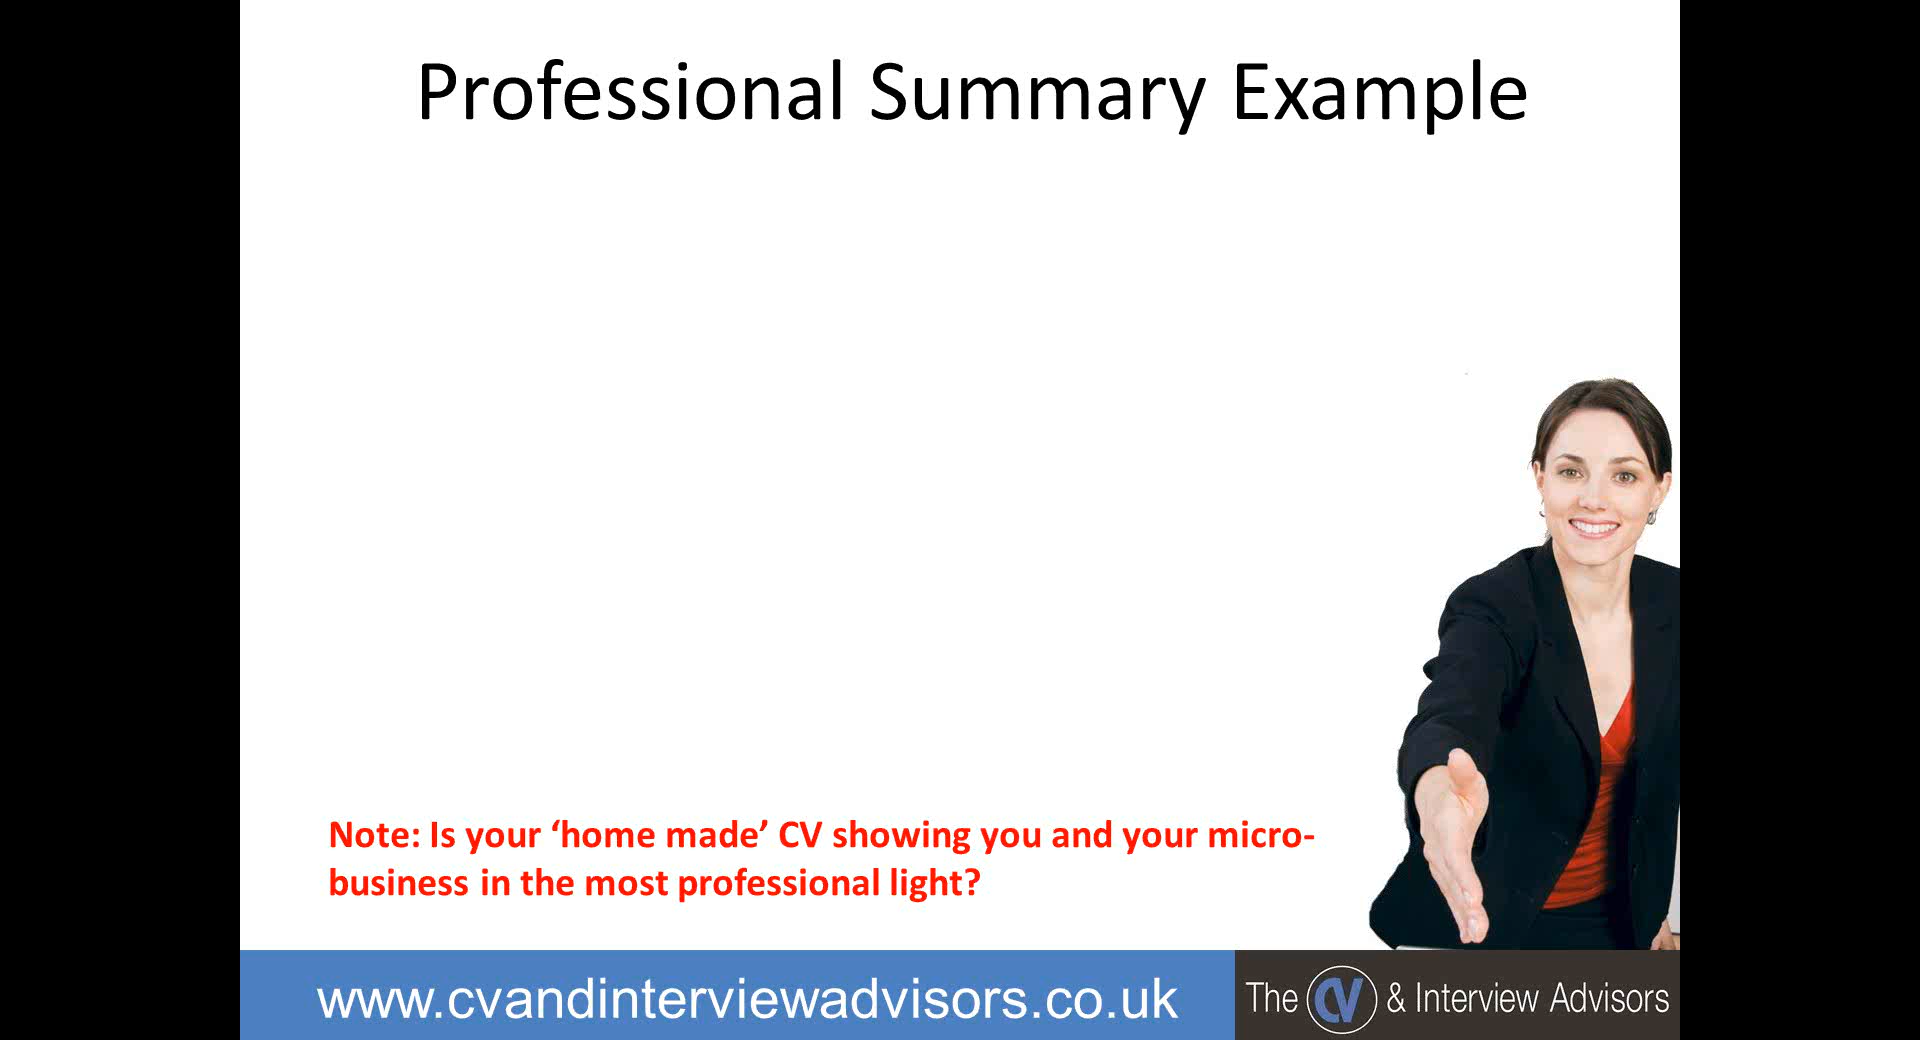 Professional Summary Example
Note: Is your ‘home made’ CV showing you and your micro-
business in the most professional light?
www.cvandinterviewadvisors.co.uk
The CV & Interview Advisors